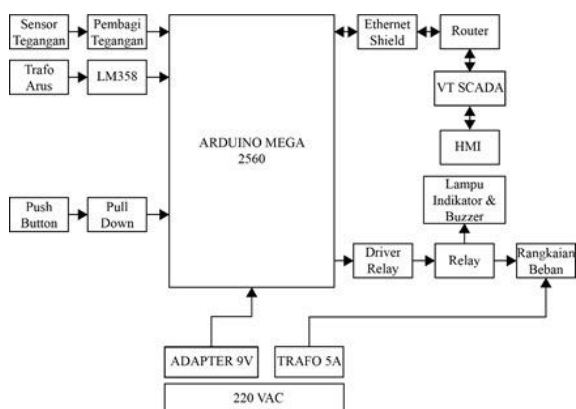 Sensor
Tegangan
Pembagi
Tegangan
Trafo
Arus
LM358
Push
Button
Pull
Down
ARDUINO MEGA
2560
Ethernet
Shield
Router
VT SCADA
HMI
Lampu
Indikator &
Buzzer
Driver
Relay
Relay
Rangkaian
Beban
ADAPTER 9V
TRAFO 5A
220 VAC